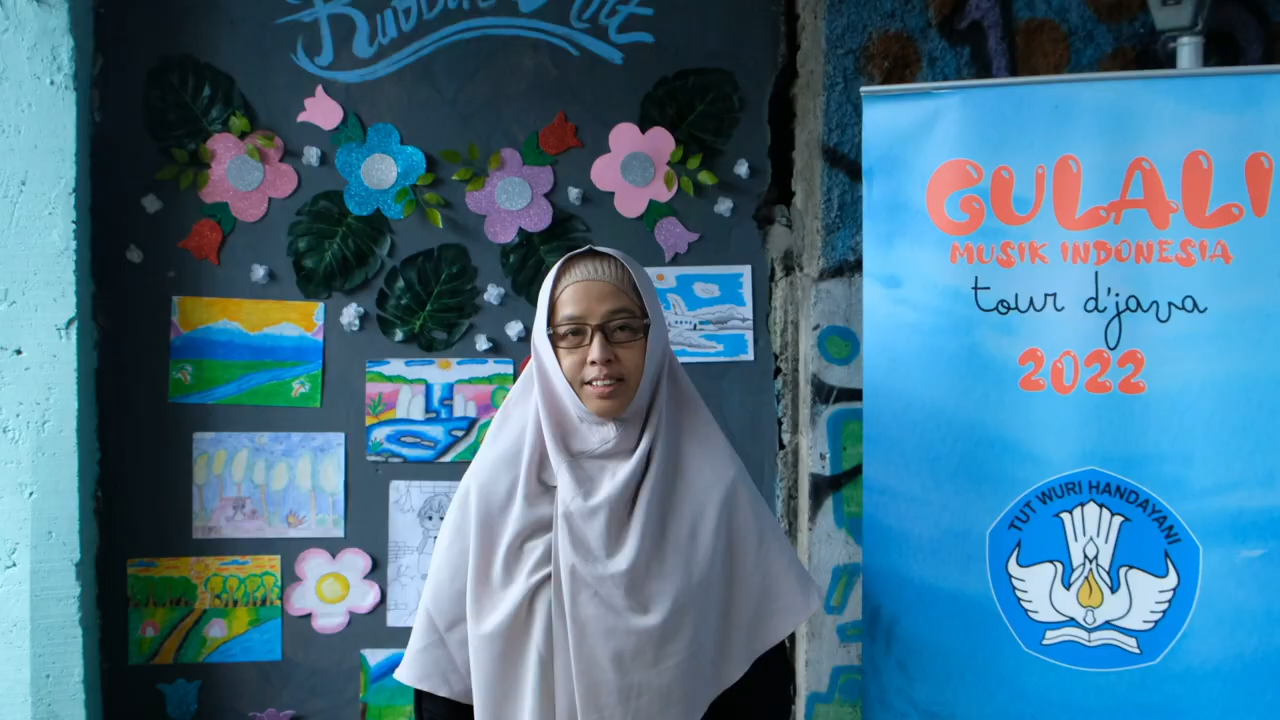 GULALI
MUSIK INDONESIA
tour d'java
2022
TUT WURI HANDAYANI